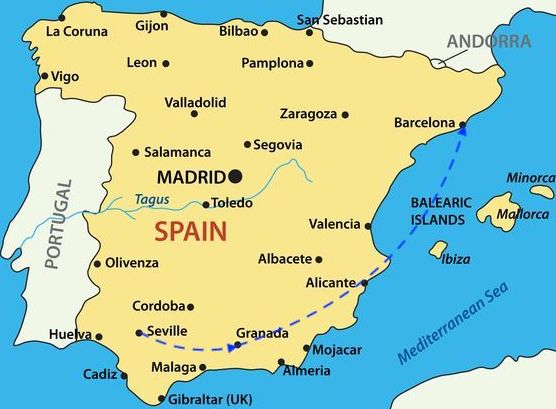 La Coruna
Gijon
Bilbao
San Sebastian
ANDORRA
Vigo
Leon
Pamplona
Valladolid
Zaragoza
Barcelona
Salamanca
Segovia
MADRID
Minorca
PORTUGAL
Tagus
Toledo
BALEARIC
ISLANDS
Mallorca
SPAIN
Valencia
Olivenza
Albacete
Ibiza
Alicante
Cordoba
Mediterranean Sea
Huelva
Seville
Granada
Mojacar
Cadiz
Malaga
Almeria
Gibraltar (UK)